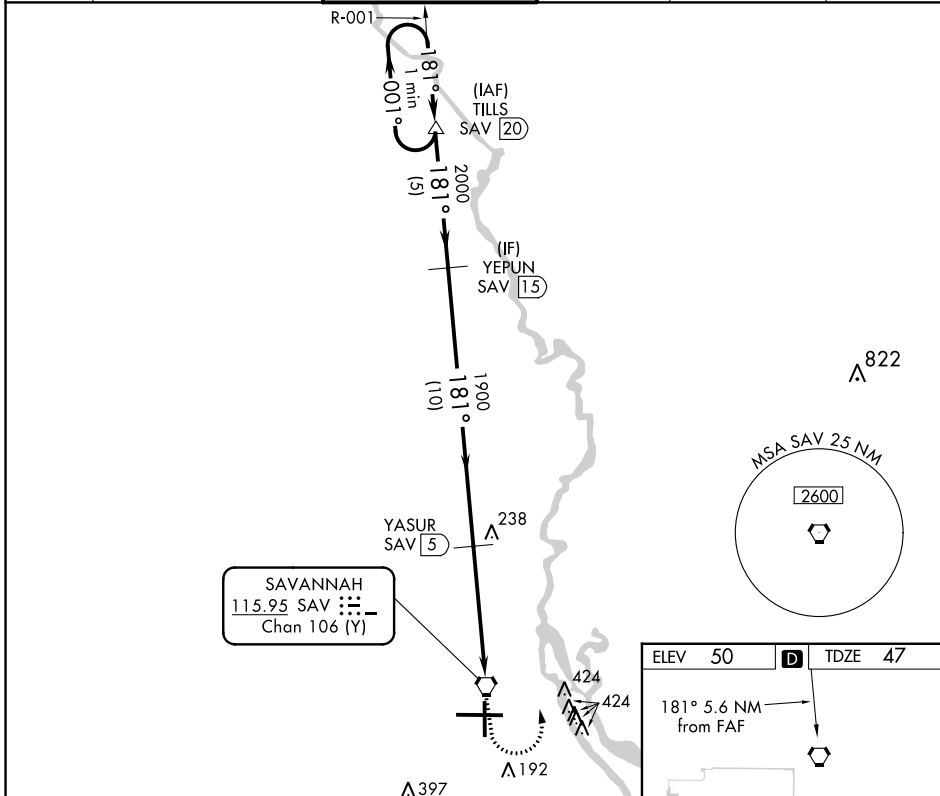 R-001
181°
1 min
001°
(IAF)
TILLS
SAV 20
2000
181°
(5)
(IF)
YEPUN
SAV 15
1900
181°
(10)
822
MSA SAV 25 NM
2600
YASUR
SAV 5
238
SAVANNAH
115.95 SAV
Chan 106 (Y)
424
424
192
397
ELEV 50 D TDZE 47
181° 5.6 NM
from FAF